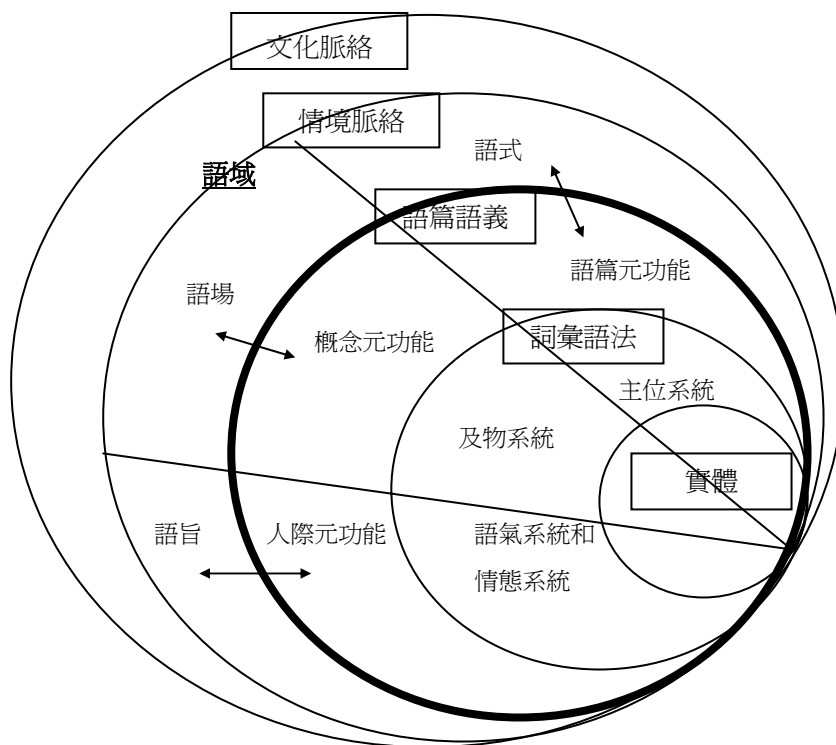 文化脈絡
情境脈絡
語式
語域
語篇語義
語篇元功能
語場
概念元功能
詞彙語法
主位系統
及物系統
實體
語旨
人際元功能
語氣系統和
情態系統